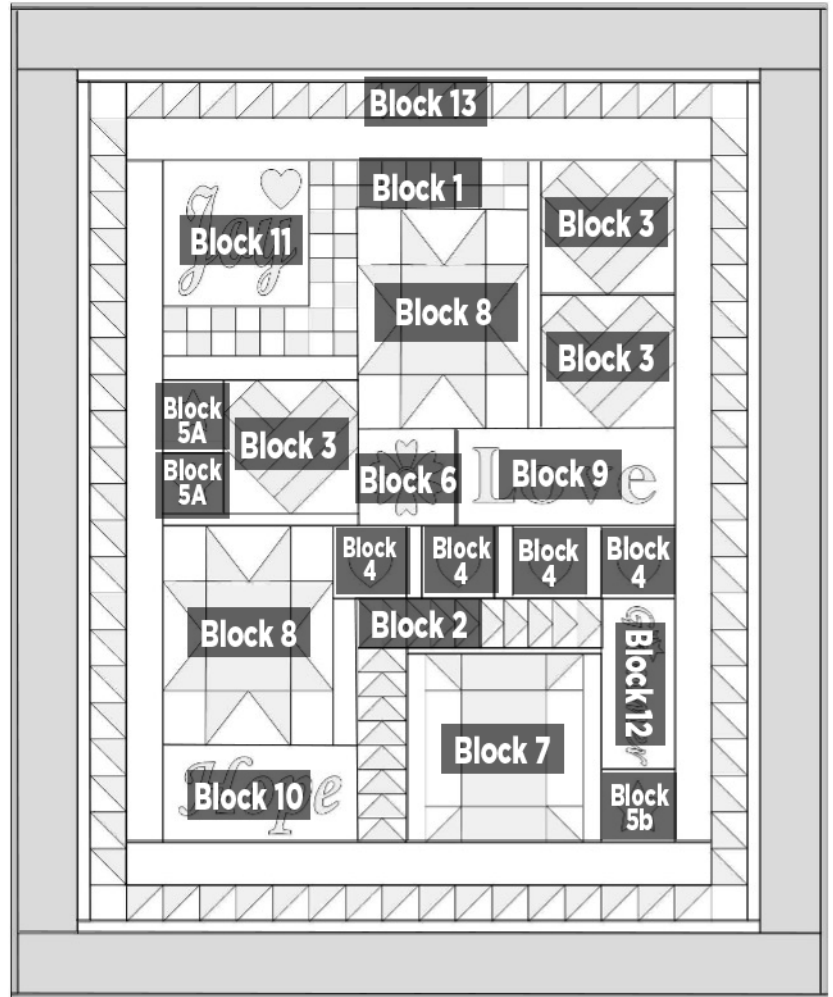 Block 13
Block 1
Block 11
Joy
Block 3
Block 8
Block 3
Block
5A
Block 3
Block
5A
Block 6
Love
Block 9
Block
4
Block
4
Block
4
Block
4
Block 2
Block 8
Block 12
Block 7
Hope
Block 10
Block
5b